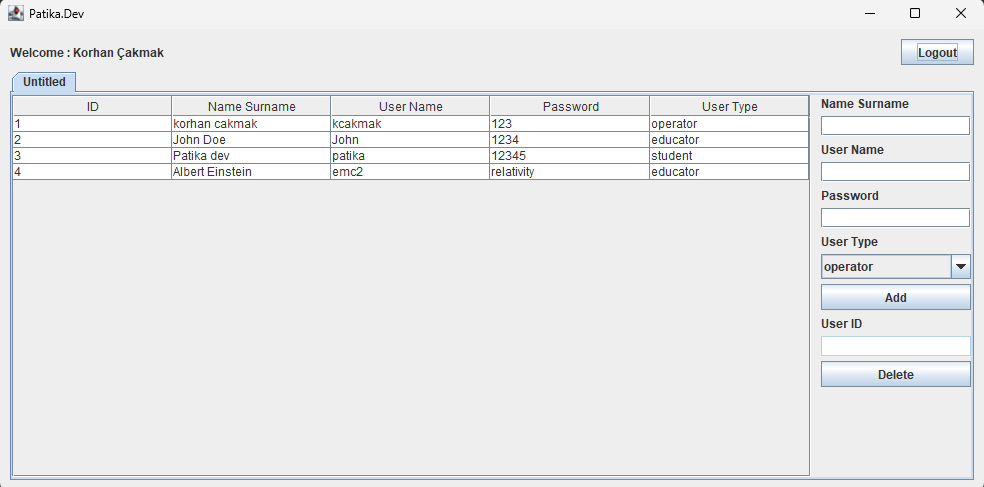 Patika.Dev
Welcome : Korhan Çakmak
Logout
Untitled
ID Name Surname User Name Password User Type
1 korhan cakmak kcakmak 123 operator
2 John Doe John 1234 educator
3 Patika dev patika 12345 student
4 Albert Einstein emc2 relativity educator
Name Surname
User Name
Password
User Type
operator
Add
User ID
Delete